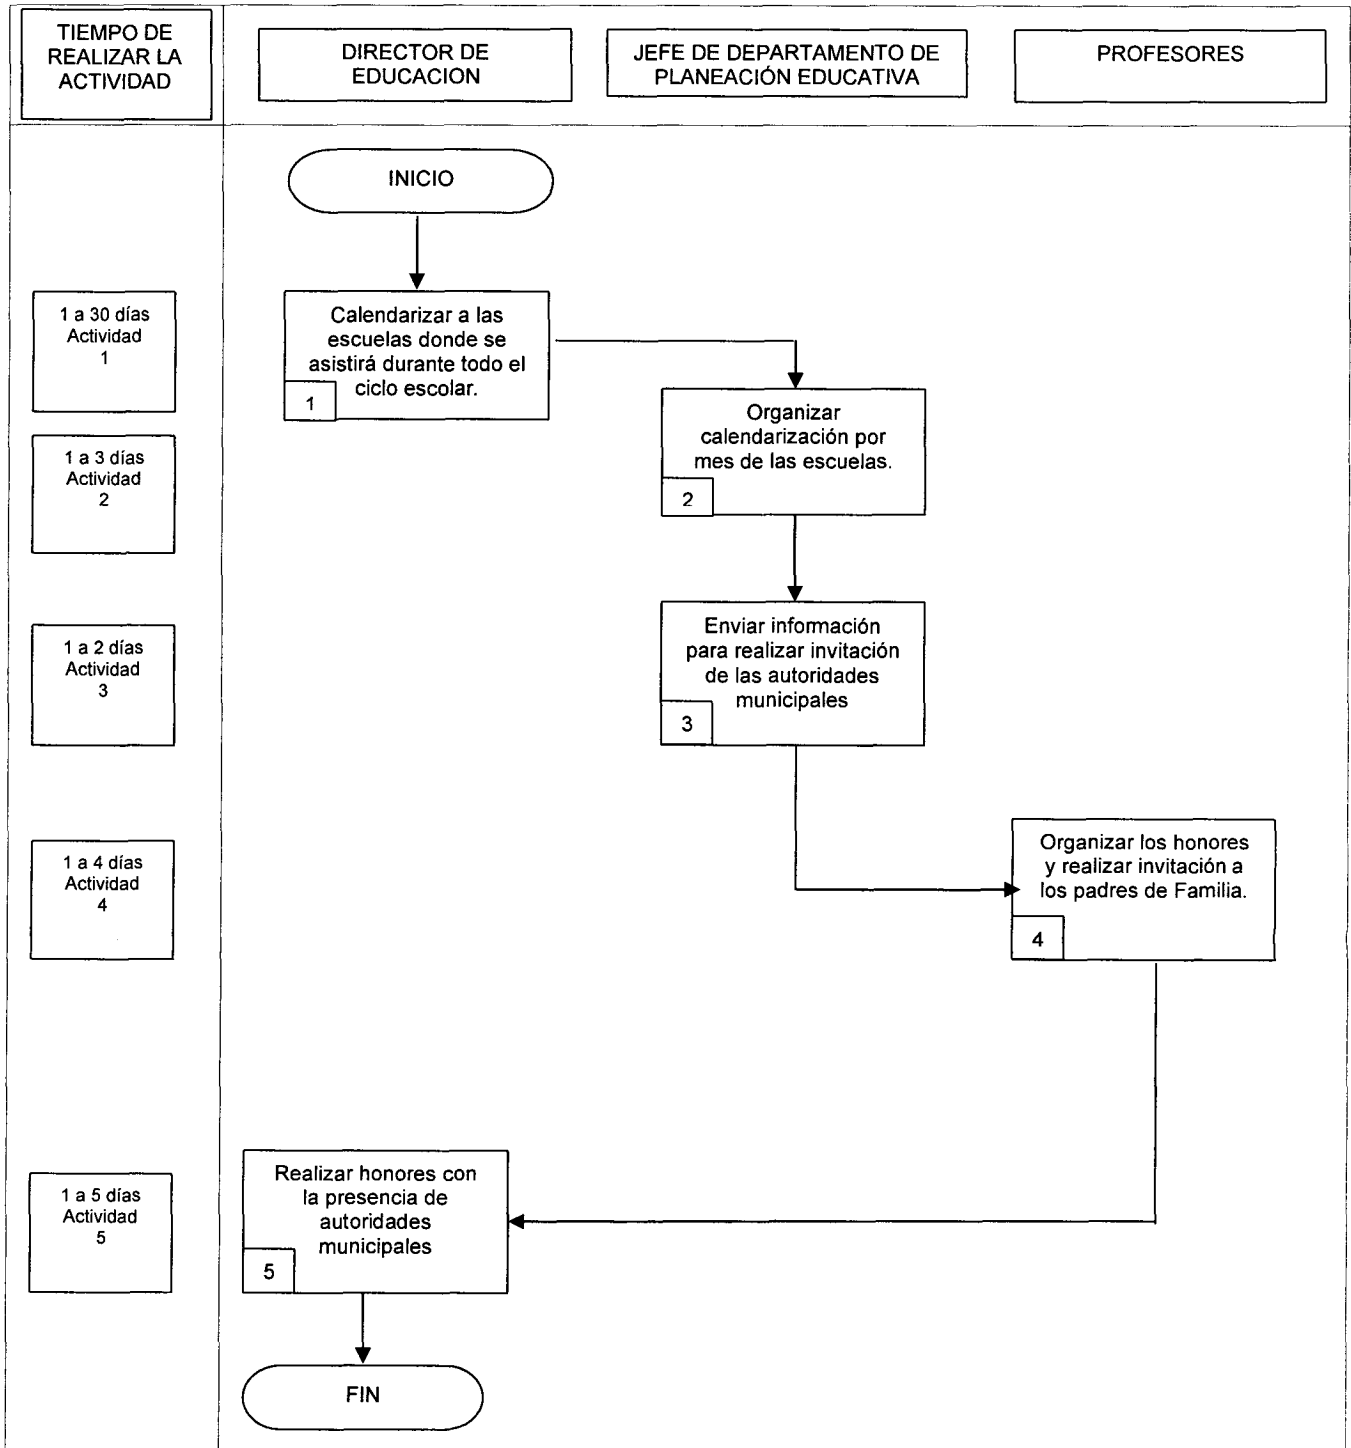 TIEMPO DE
REALIZAR LA
ACTIVIDAD
DIRECTOR DE
EDUCACION
JEFE DE DEPARTAMENTO DE
PLANEACIÓN EDUCATIVA
PROFESORES
INICIO
1 a 30 días
Actividad
1
Calendarizar a las
escuelas donde se
asistirá durante todo el
ciclo escolar.
1
1 a 3 días
Actividad
2
Organizar
calendarización por
mes de las escuelas.
2
1 a 2 días
Actividad
3
Enviar información
para realizar invitación
de las autoridades
municipales
3
1 a 4 días
Actividad
4
Organizar los honores
y realizar invitación a
los padres de Familia.
4
1 a 5 días
Actividad
5
Realizar honores con
la presencia de
autoridades
municipales
5
FIN